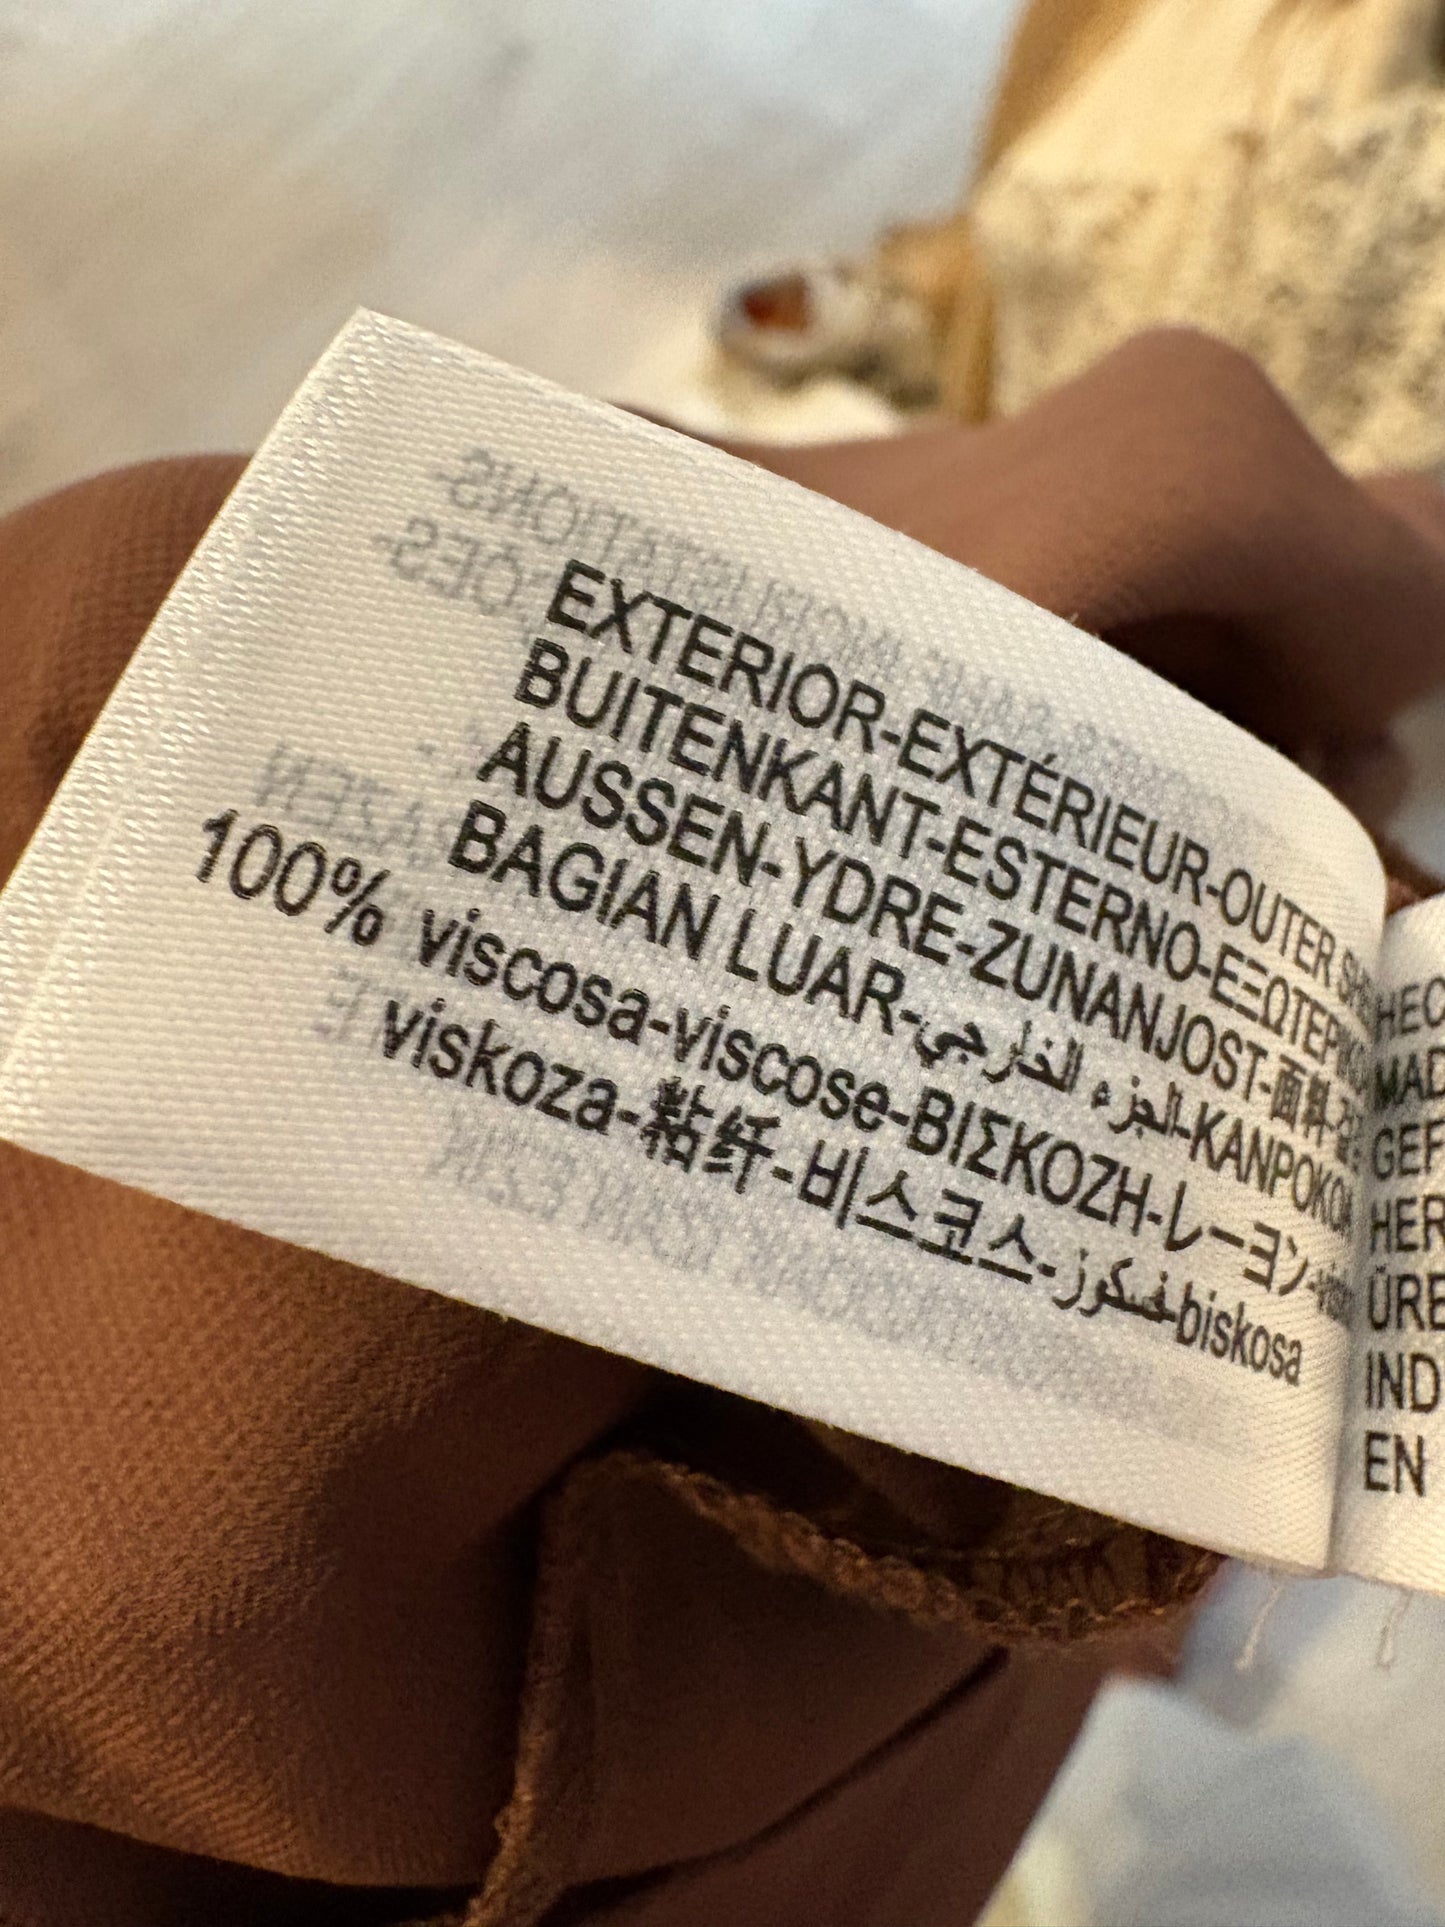 EXTERIOR-EXTÉRIEUR-OUTER
BUITENKANT-ESTERNO-ΕΞΩΤΕΡΙΚΟ
AUSSEN-YDRE-ZUNANJOST-面料-겉
BAGIAN LUAR-الجزء الخارجي-KANPOKOA
100% viscosa-viscose-ΒΙΣΚΟΖΗ-レーヨン-
viskoza-粘纤-비스코스-فسكوز-biskosa
HEC
MAD
GEF
HER
ÜRE
IND
EN